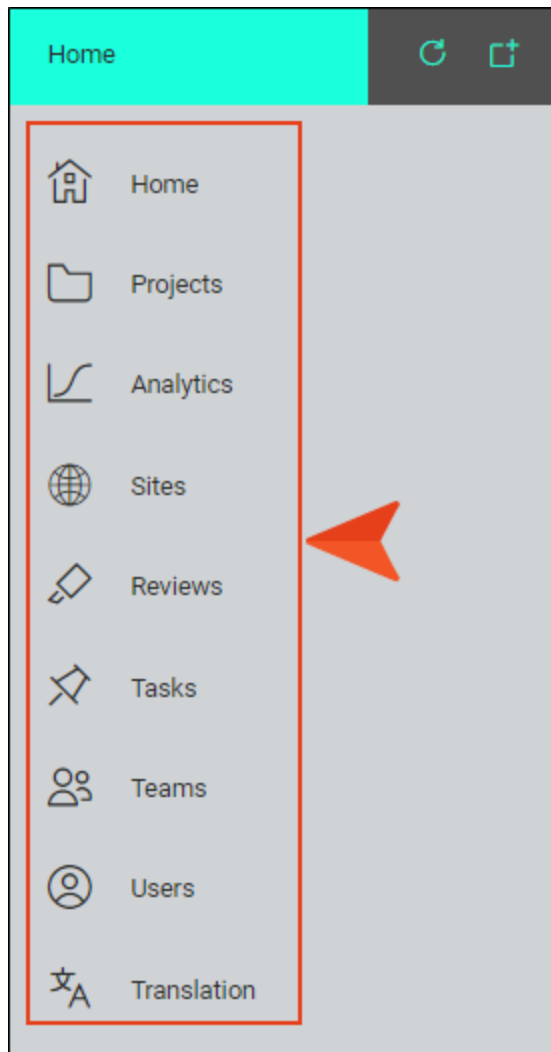 Home
Home
Projects
Analytics
Sites
Reviews
Tasks
Teams
Users
Translation